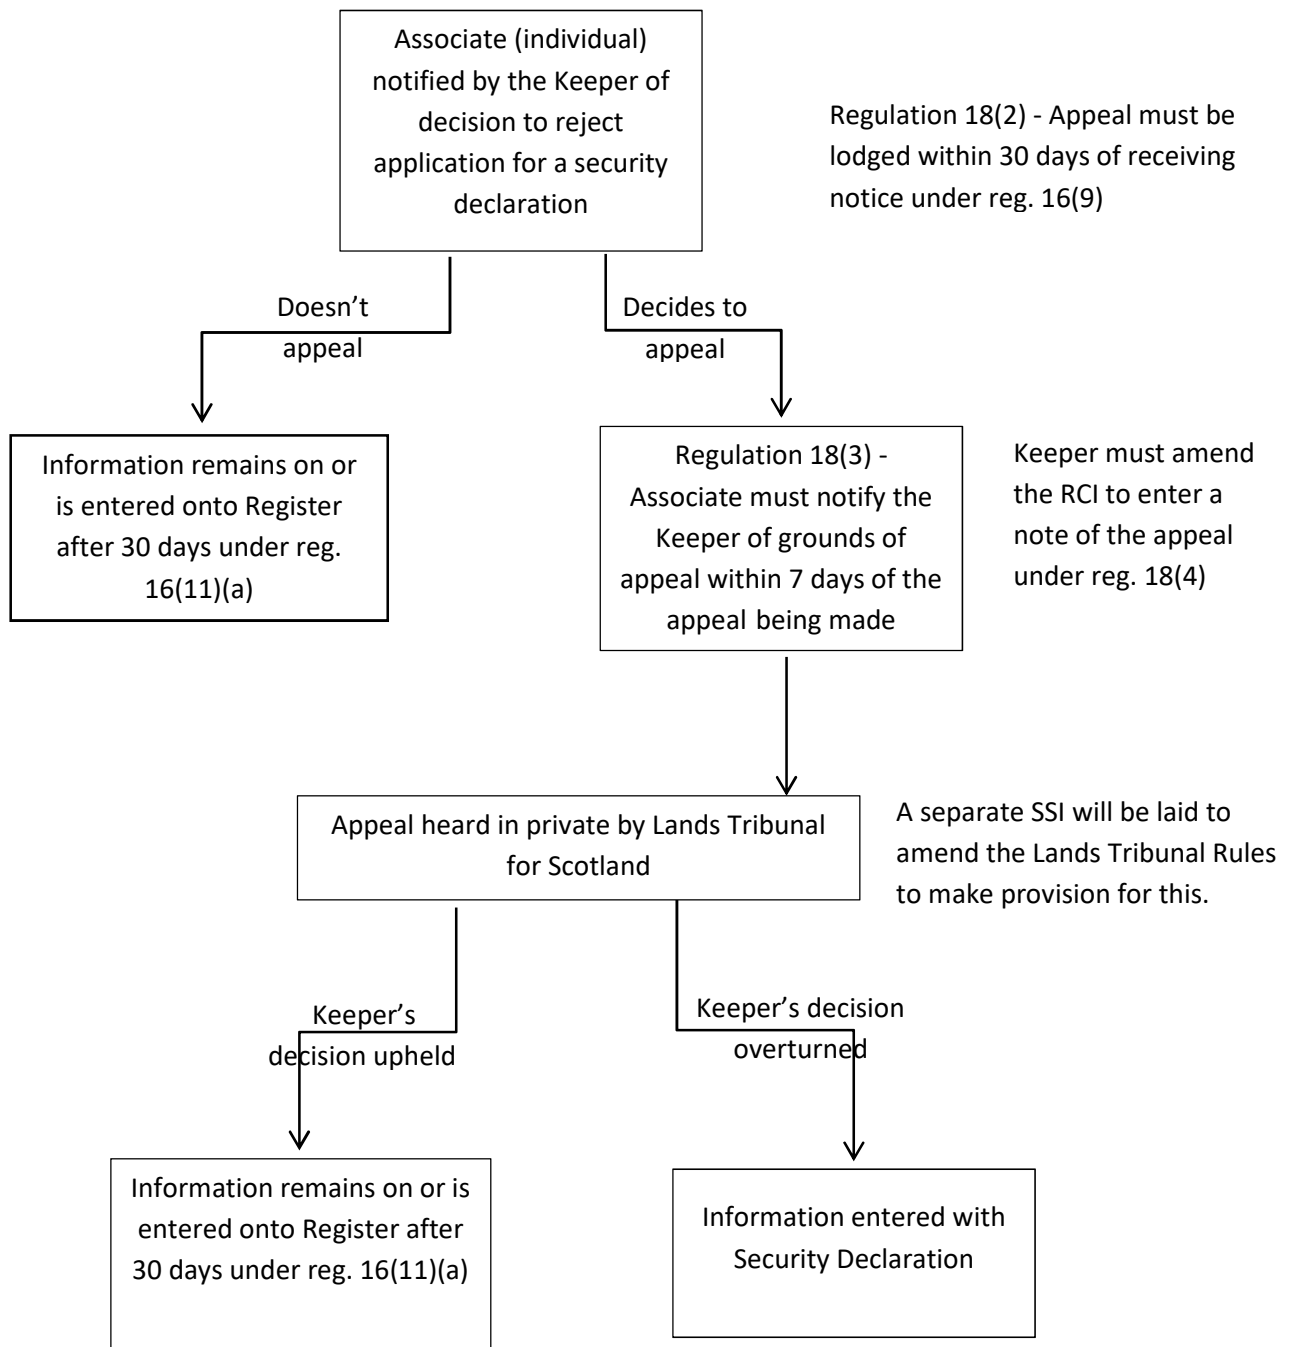 Associate (individual)
notified by the Keeper of
decision to reject
application for a security
declaration
Regulation 18(2) - Appeal must be
lodged within 30 days of receiving
notice under reg. 16(9)
Doesn’t
appeal
Decides to
appeal
Information remains on or
is entered onto Register
after 30 days under reg.
16(11)(a)
Regulation 18(3) -
Associate must notify the
Keeper of grounds of
appeal within 7 days of the
appeal being made
Keeper must amend
the RCI to enter a
note of the appeal
under reg. 18(4)
Appeal heard in private by Lands Tribunal
for Scotland
A separate SSI will be laid to
amend the Lands Tribunal Rules
to make provision for this.
Keeper’s
decision upheld
Keeper’s decision
overturned
Information remains on or is
entered onto Register after
30 days under reg. 16(11)(a)
Information entered with
Security Declaration